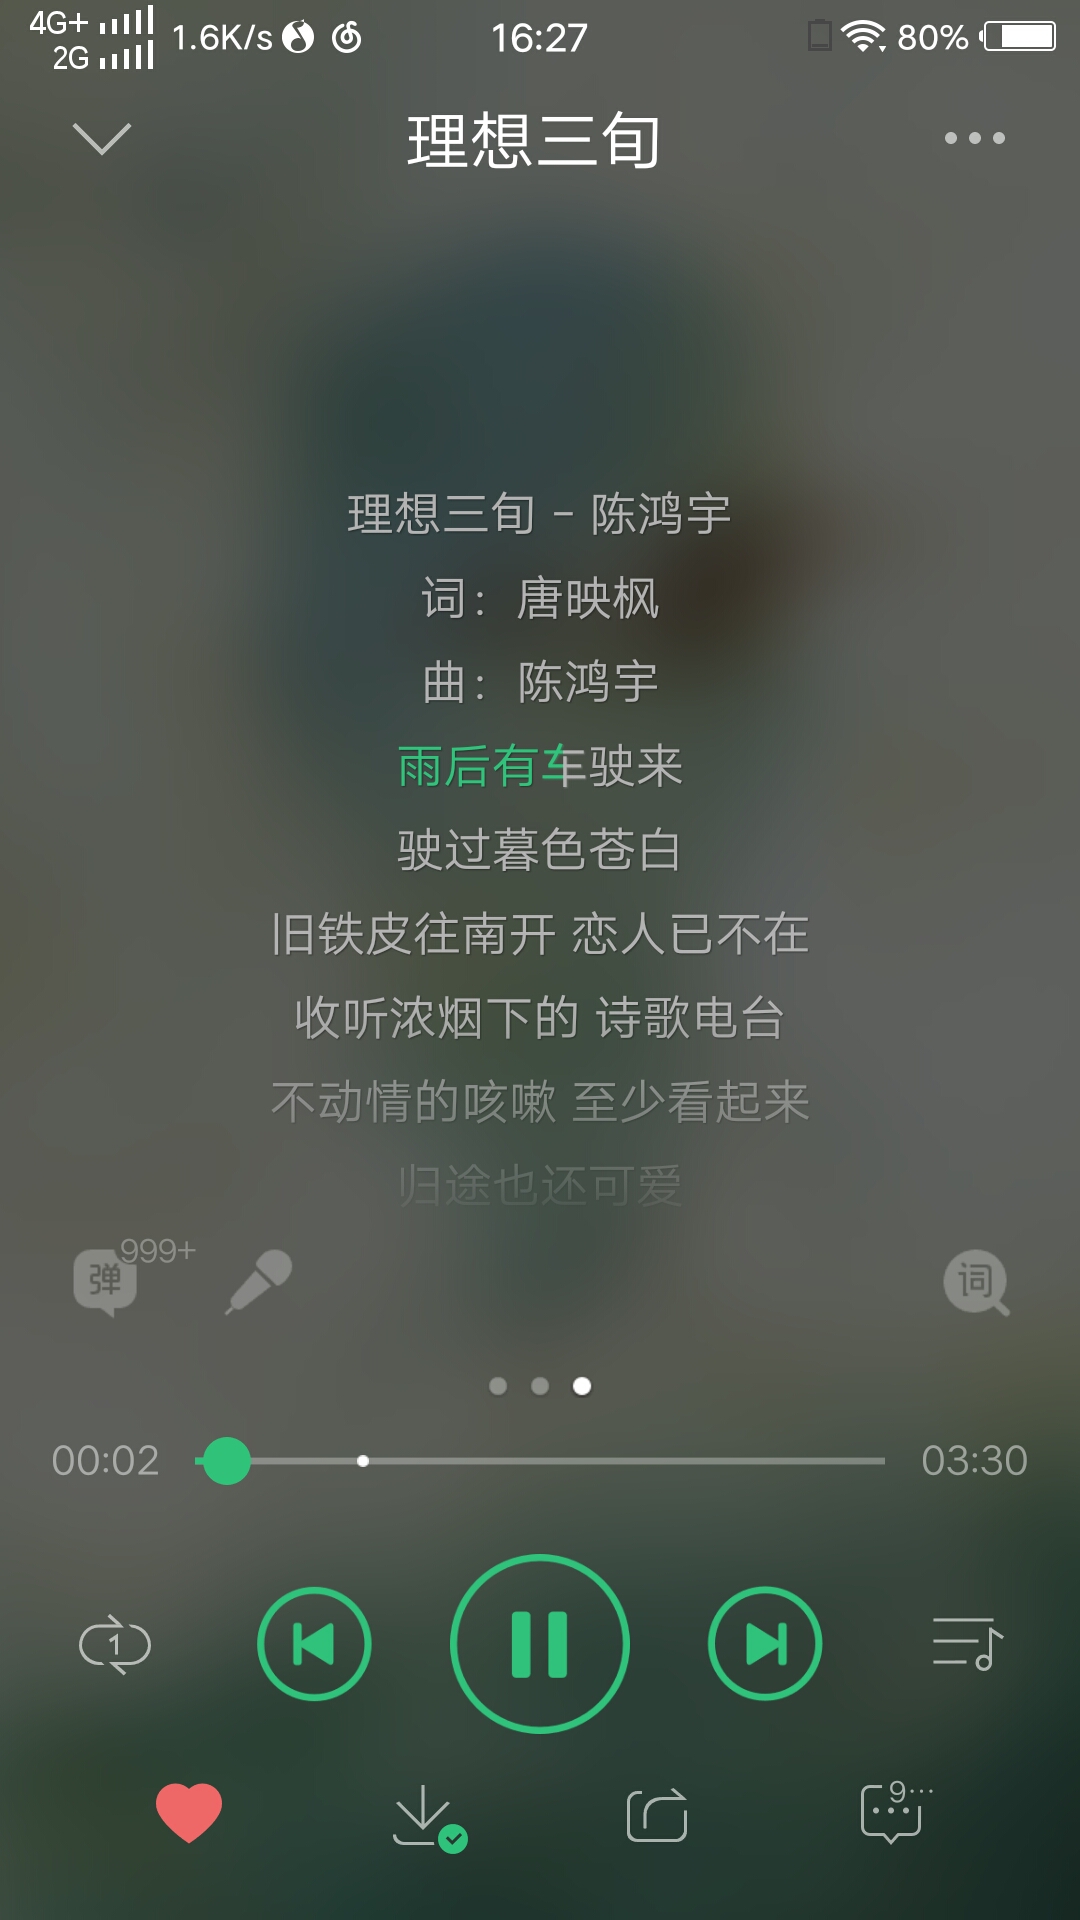 4G+ 1.6K/s 16:27 80%
2G
理想三旬
理想三旬 - 陈鸿宇
词：唐映枫
曲：陈鸿宇
雨后有车驶来
驶过暮色苍白
旧铁皮往南开 恋人已不在
收听浓烟下的 诗歌电台
不动情的咳嗽 至少看起来
归途也还可爱
弹 999+ 词
00:02 03:30
1
9...